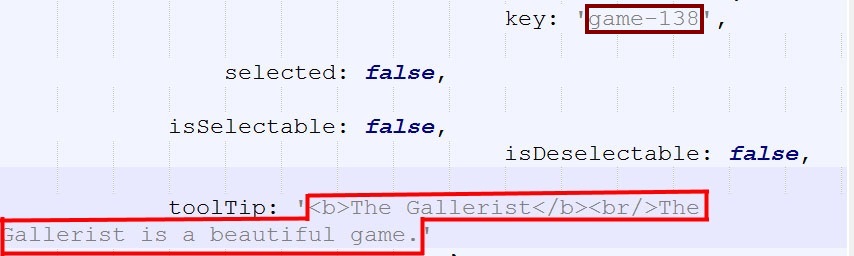 key: 'game-138',
selected: false,
isSelectable: false,
isDeselectable: false,
toolTip: '<b>The Gallerist</b><br/>The
Gallerist is a beautiful game.'